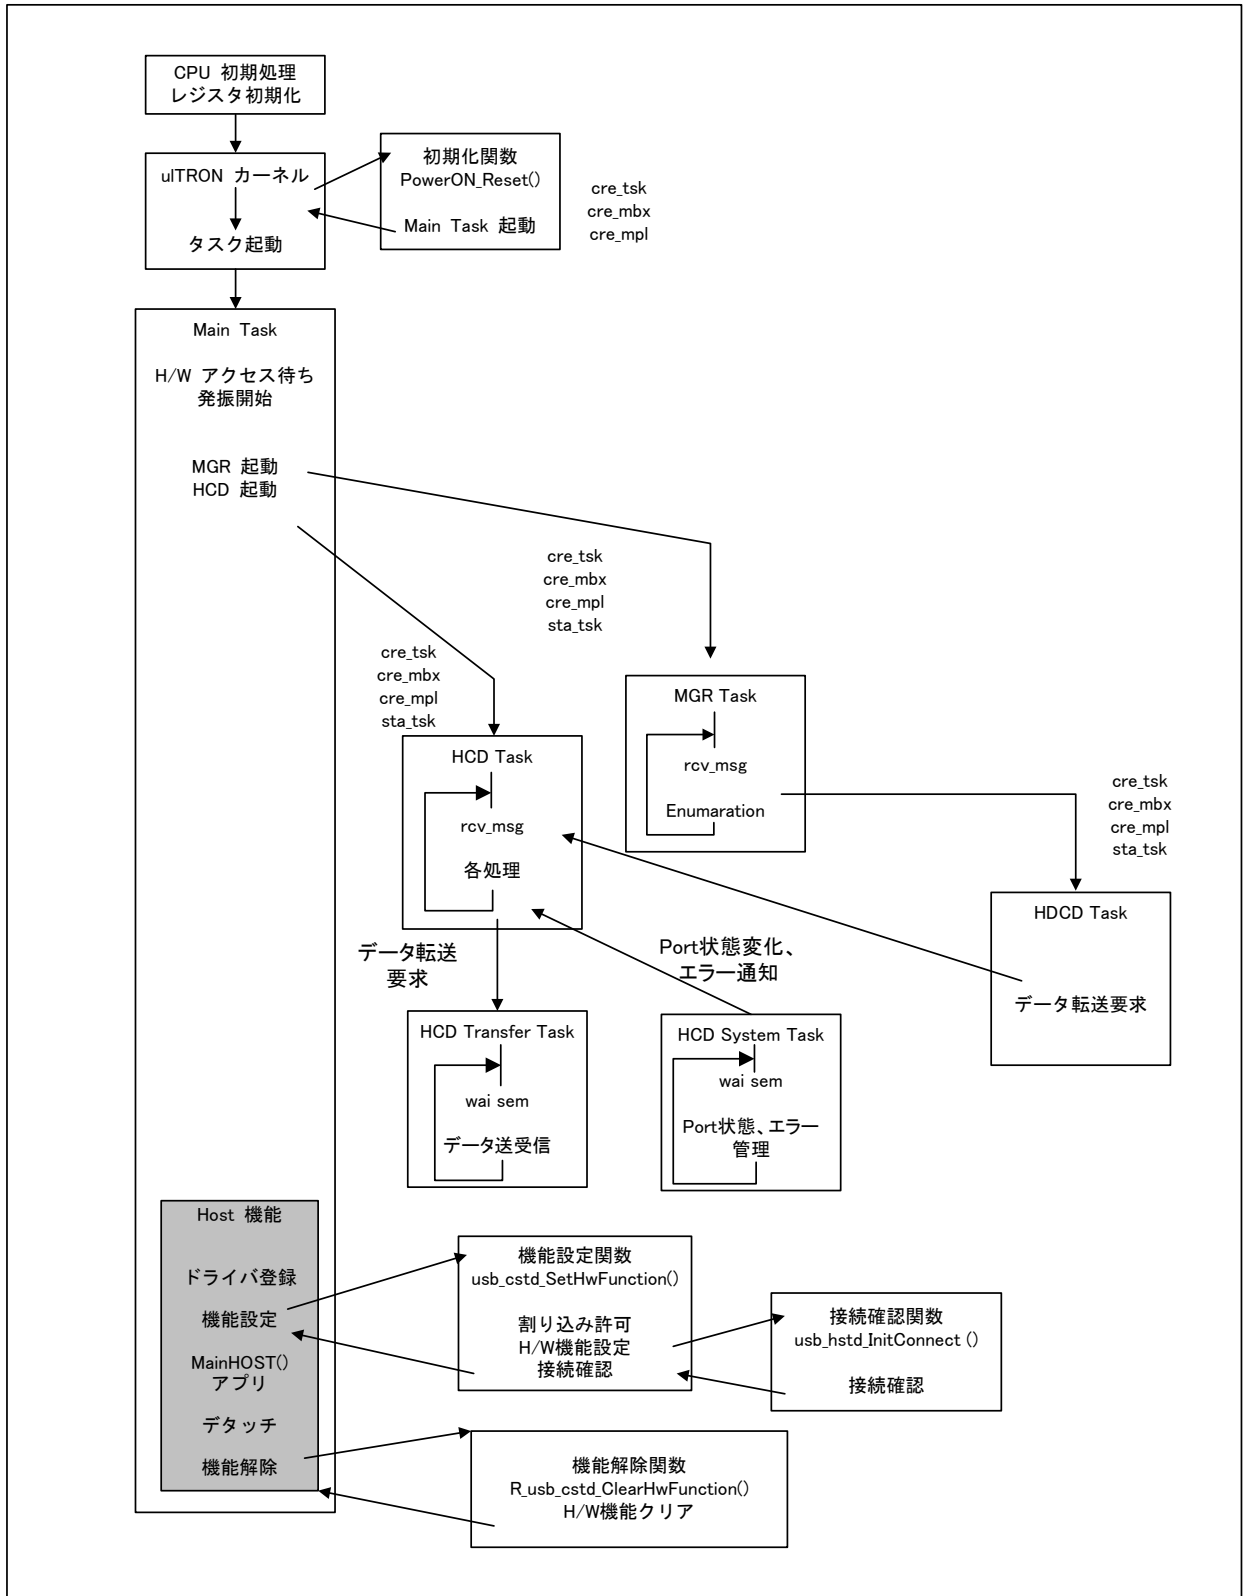 CPU 初期処理
レジスタ初期化
uITRON カーネル
タスク起動
初期化関数
PowerON_Reset()
Main Task 起動
cre_tsk
cre_mbx
cre_mpl
Main Task
H/W アクセス待ち
発振開始
MGR 起動
HCD 起動
cre_tsk
cre_mbx
cre_mpl
sta_tsk
cre_tsk
cre_mbx
cre_mpl
sta_tsk
MGR Task
rcv_msg
Enumaration
HCD Task
rcv_msg
各処理
cre_tsk
cre_mbx
cre_mpl
sta_tsk
HDCD Task
データ転送要求
データ転送
要求
Port状態変化、
エラー通知
HCD Transfer Task
wai sem
データ送受信
HCD System Task
wai sem
Port状態、エラー
管理
Host 機能
ドライバ登録
機能設定
MainHOST()
アプリ
デタッチ
機能解除
機能設定関数
usb_cstd_SetHwFunction()
割り込み許可
H/W機能設定
接続確認
接続確認関数
usb_hstd_InitConnect ()
接続確認
機能解除関数
R_usb_cstd_ClearHwFunction()
H/W機能クリア